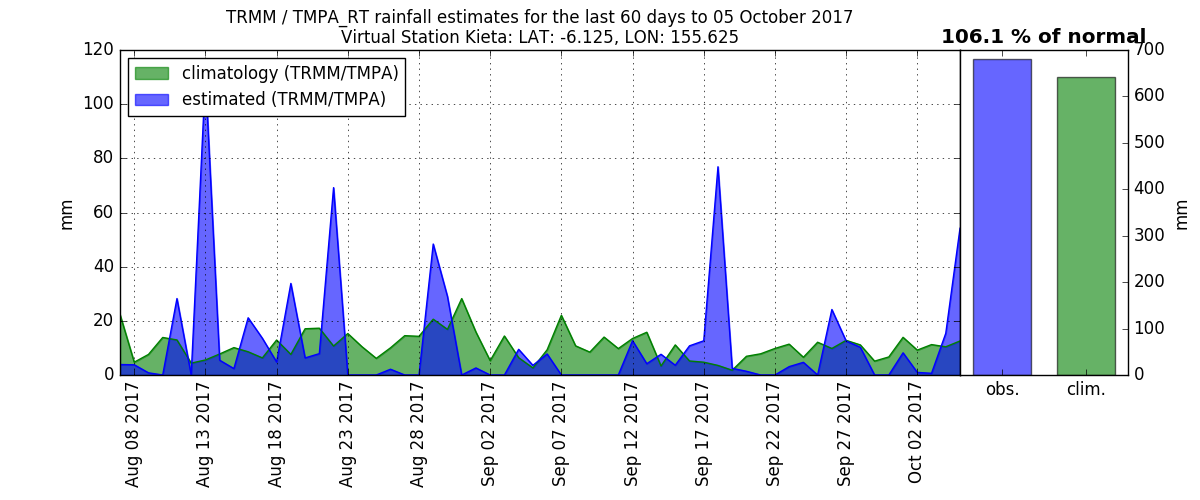 TRMM / TMPA_RT rainfall estimates for the last 60 days to 05 October 2017
Virtual Station Kieta: LAT: -6.125, LON: 155.625
106.1 % of normal
climatology (TRMM/TMPA)
estimated (TRMM/TMPA)
120
100
80
60
40
20
0
mm
700
600
500
400
300
200
100
0
mm
Aug 08 2017
Aug 13 2017
Aug 18 2017
Aug 23 2017
Aug 28 2017
Sep 02 2017
Sep 07 2017
Sep 12 2017
Sep 17 2017
Sep 22 2017
Sep 27 2017
Oct 02 2017
obs.
clim.